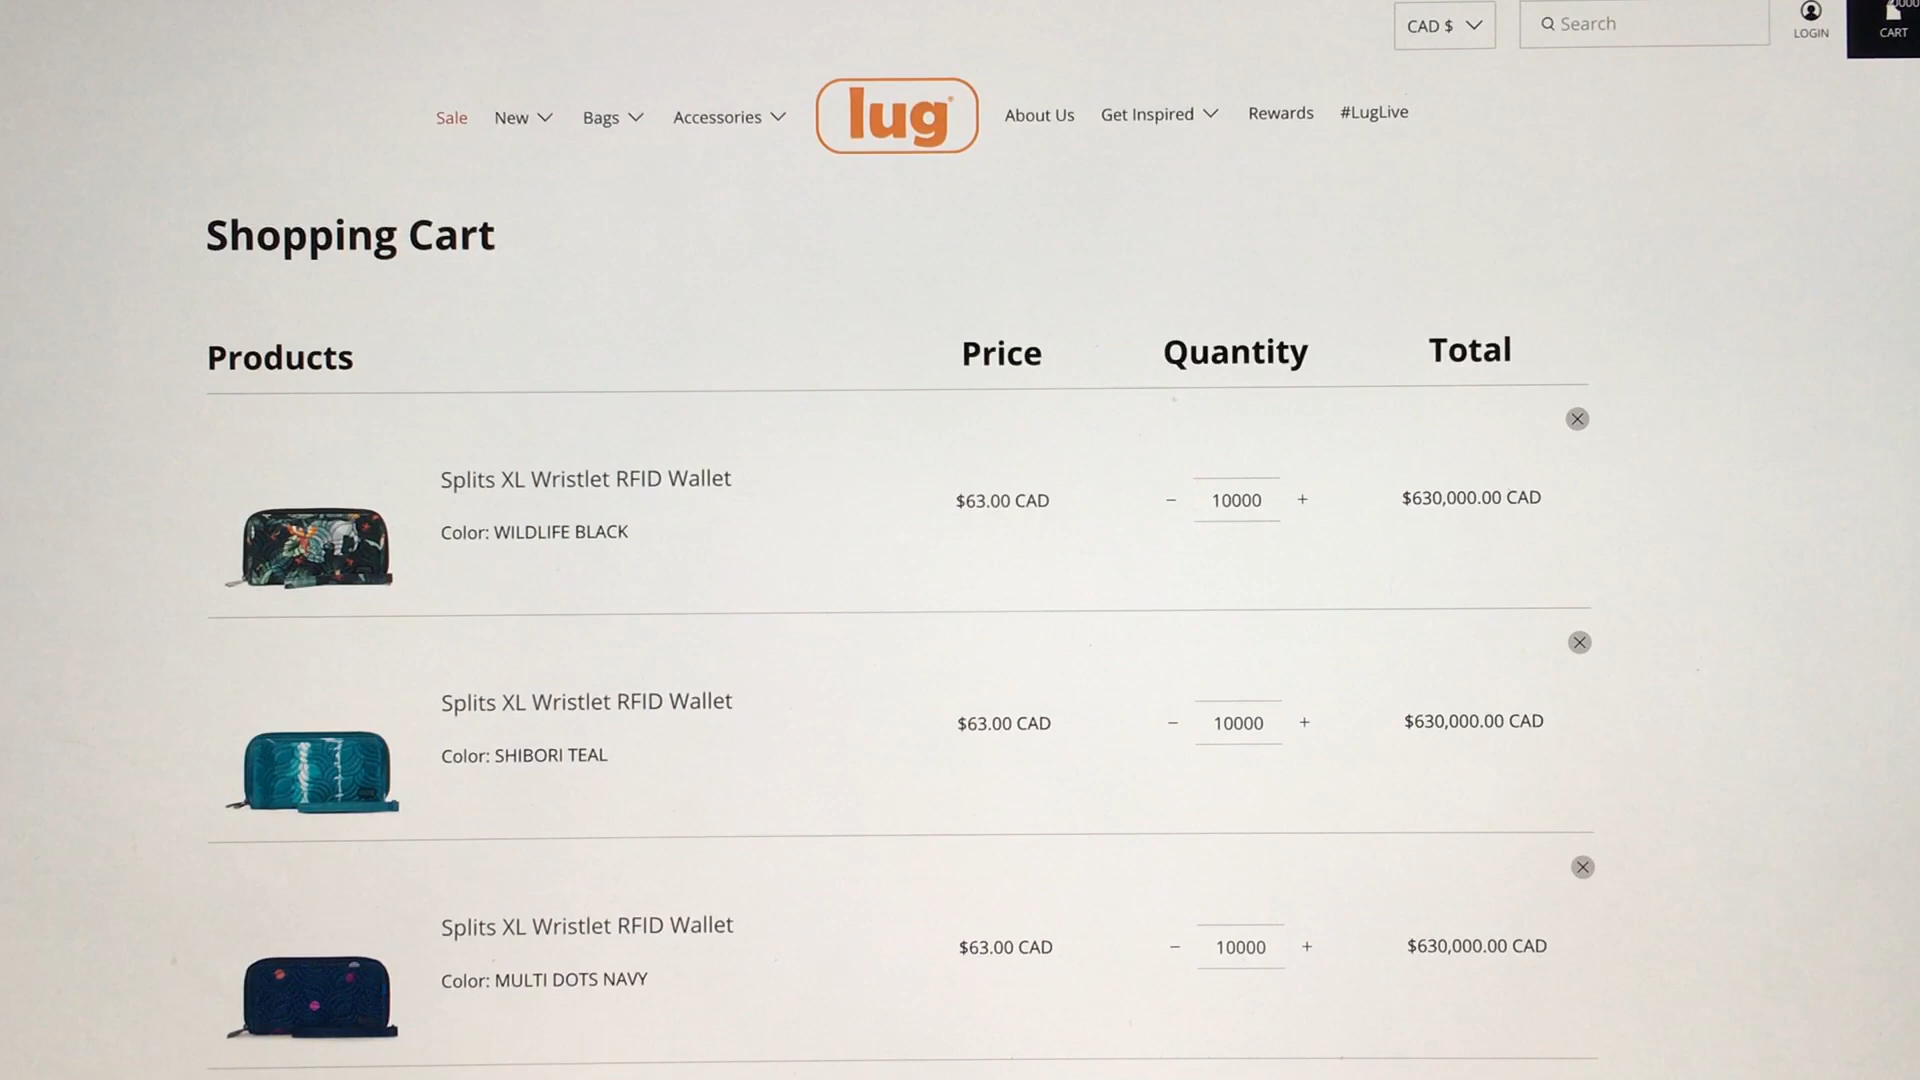 CAD $
Search
LOGIN
CART
Sale New Bags Accessories lug About Us Get Inspired Rewards #LugLive
Shopping Cart
Products Price Quantity Total
Splits XL Wristlet RFID Wallet
Color: WILDLIFE BLACK
$63.00 CAD − 10000 + $630,000.00 CAD
Splits XL Wristlet RFID Wallet
Color: SHIBORI TEAL
$63.00 CAD − 10000 + $630,000.00 CAD
Splits XL Wristlet RFID Wallet
Color: MULTI DOTS NAVY
$63.00 CAD − 10000 + $630,000.00 CAD